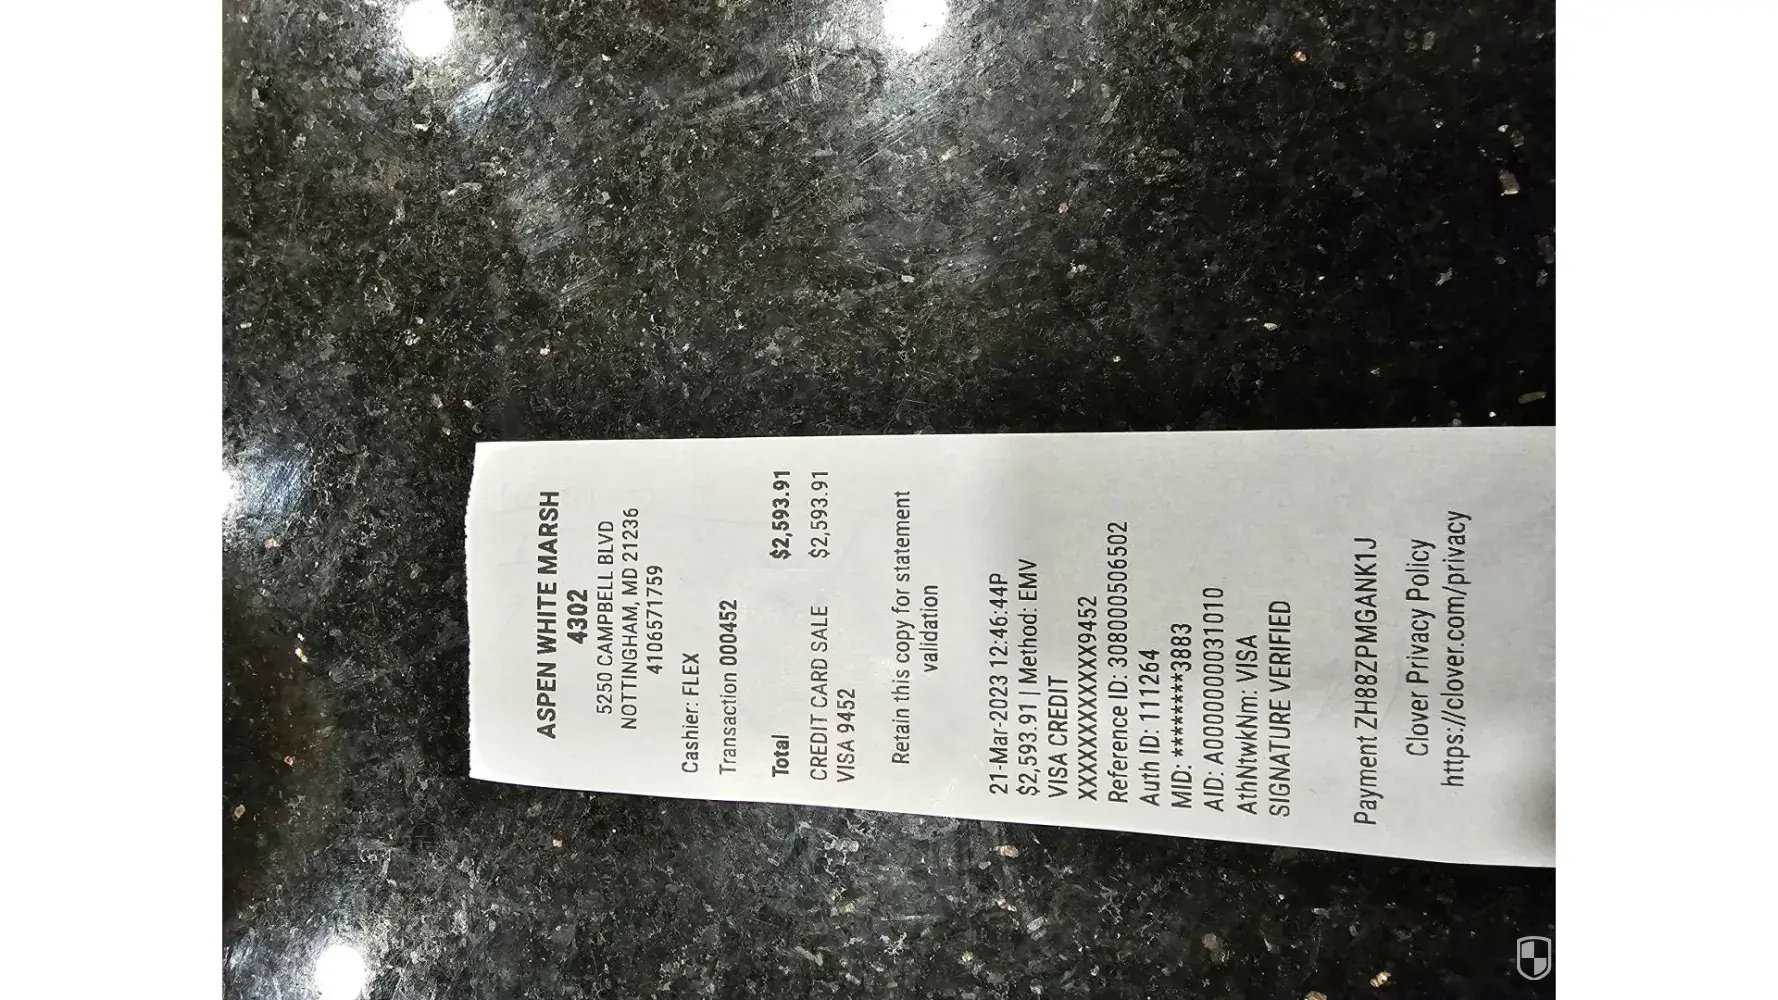 ASPEN WHITE MARSH
4302
5250 CAMPBELL BLVD
NOTTINGHAM, MD 21236
4106571759
Cashier: FLEX
Transaction 000452
Total $2,593.91
CREDIT CARD SALE $2,593.91
VISA 9452
Retain this copy for statement
validation
21-Mar-2023 12:46:44P
$2,593.91 | Method: EMV
VISA CREDIT
XXXXXXXXXXXX9452
Reference ID: 308000506502
Auth ID: 111264
MID: ********3883
AID: A0000000031010
AthNtwkNm: VISA
SIGNATURE VERIFIED
Payment ZH88ZPMGANK1J
Clover Privacy Policy
https://clover.com/privacy